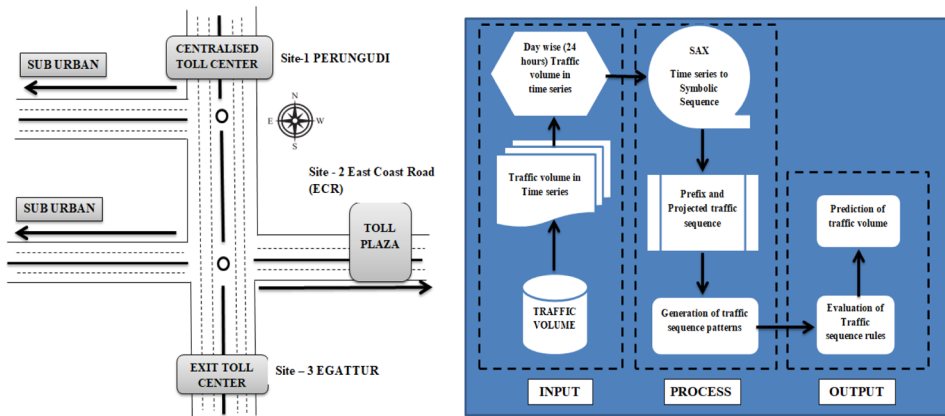 CENTRALISED
TOLL CENTER
Site-1 PERUNGUDI
SUB URBAN
N
E
W
S
Site - 2 East Coast Road
(ECR)
SUB URBAN
TOLL
PLAZA
EXIT TOLL
CENTER
Site – 3 EGATTUR
Day wise (24
hours) Traffic
volume in
time series
SAX
Time series to
Symbolic
Sequence
Traffic volume in
Time series
Prefix and
Projected traffic
sequence
Prediction of
traffic volume
TRAFFIC
VOLUME
Generation of traffic
sequence patterns
Evaluation of
Traffic
sequence rules
INPUT
PROCESS
OUTPUT